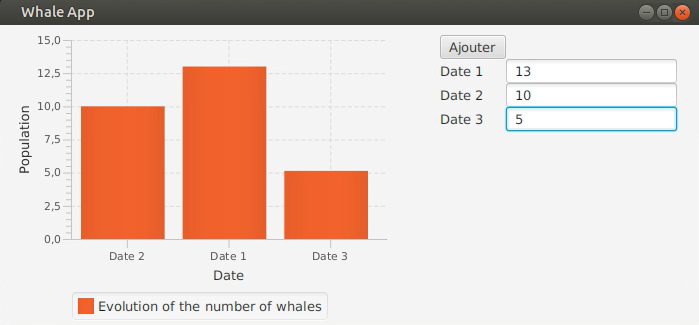 Whale App
15,0
12,5
10,0
7,5
5,0
2,5
0,0
Population
Date 2 Date 1 Date 3
Date
Evolution of the number of whales
Ajouter
Date 1 13
Date 2 10
Date 3 5